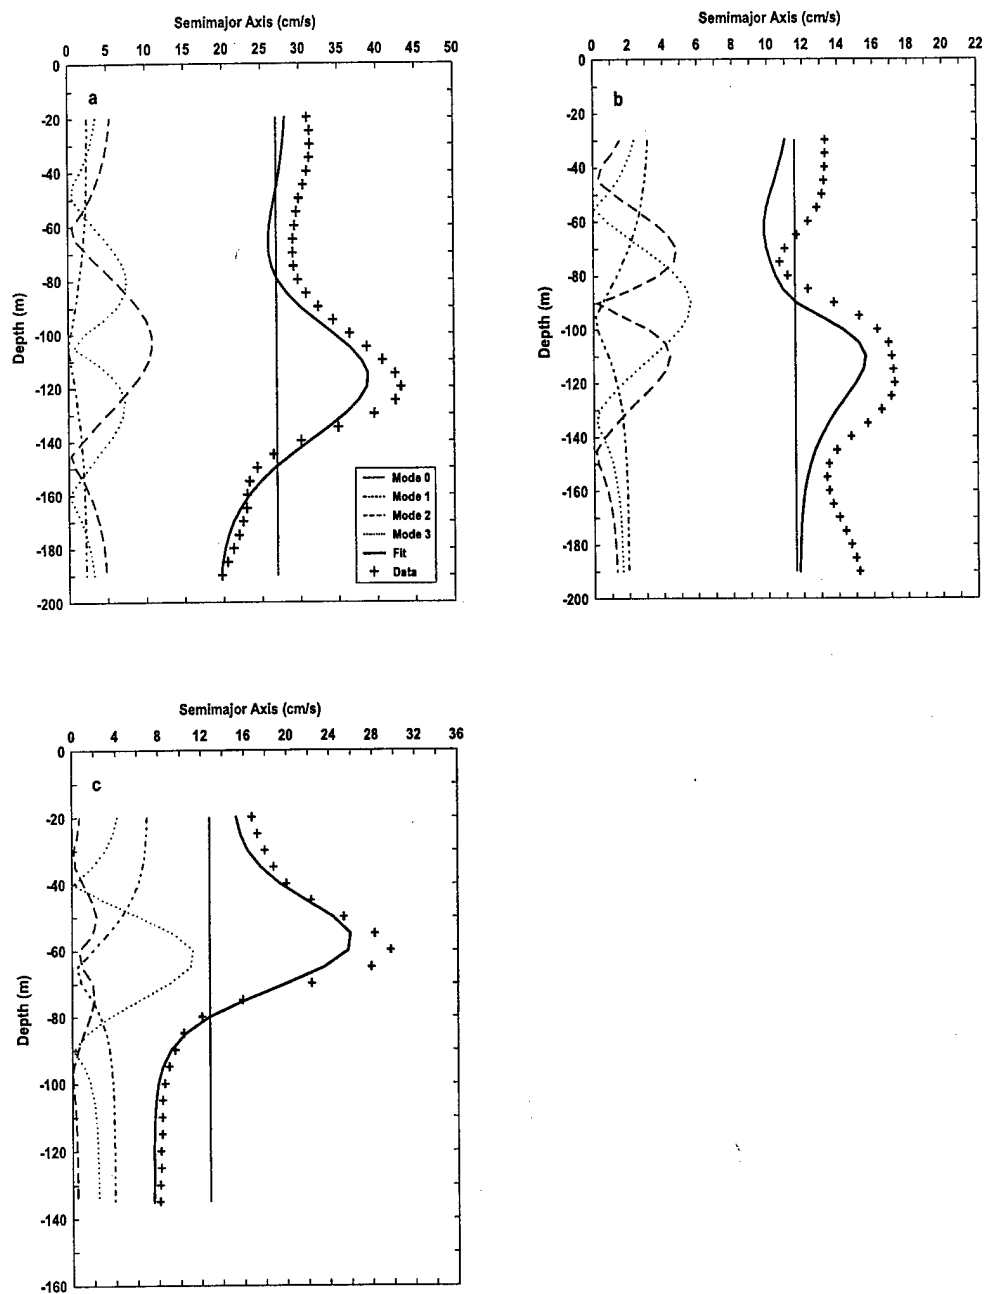 Semimajor Axis (cm/s)
0 5 10 15 20 25 30 35 40 45 50
0
-20
-40
-60
-80
-100
-120
-140
-160
-180
-200
Depth (m)
a
Mode 0
Mode 1
Mode 2
Mode 3
Fit
Data
Semimajor Axis (cm/s)
0 2 4 6 8 10 12 14 16 18 20 22
0
-20
-40
-60
-80
-100
-120
-140
-160
-180
-200
Depth (m)
b
Semimajor Axis (cm/s)
0 4 8 12 16 20 24 28 32 36
0
-20
-40
-60
-80
-100
-120
-140
-160
Depth (m)
c